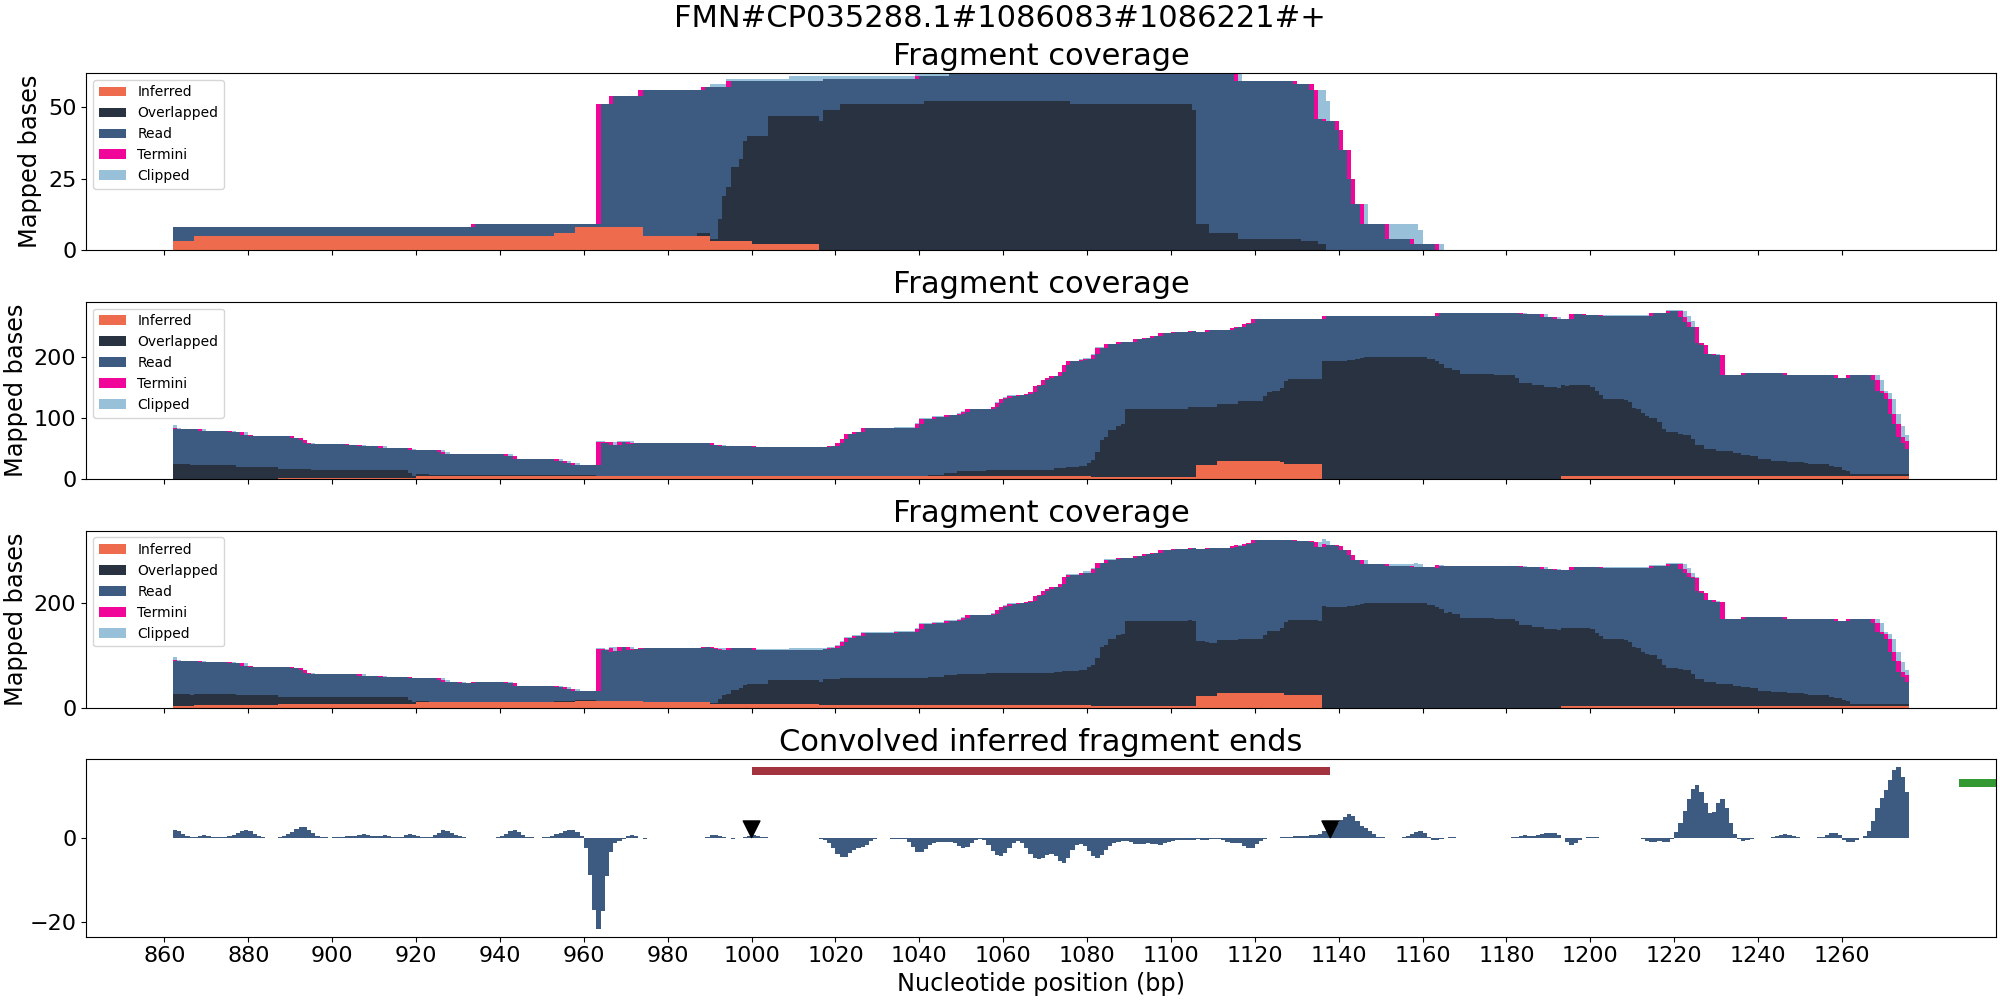 FMN#CP035288.1#1086083#1086221#+
Fragment coverage
Mapped bases
50
25
0
Inferred
Overlapped
Read
Termini
Clipped
Fragment coverage
Mapped bases
200
100
0
Inferred
Overlapped
Read
Termini
Clipped
Fragment coverage
Mapped bases
200
0
Inferred
Overlapped
Read
Termini
Clipped
Convolved inferred fragment ends
0
−20
860 880 900 920 940 960 980 1000 1020 1040 1060 1080 1100 1120 1140 1160 1180 1200 1220 1240 1260
Nucleotide position (bp)